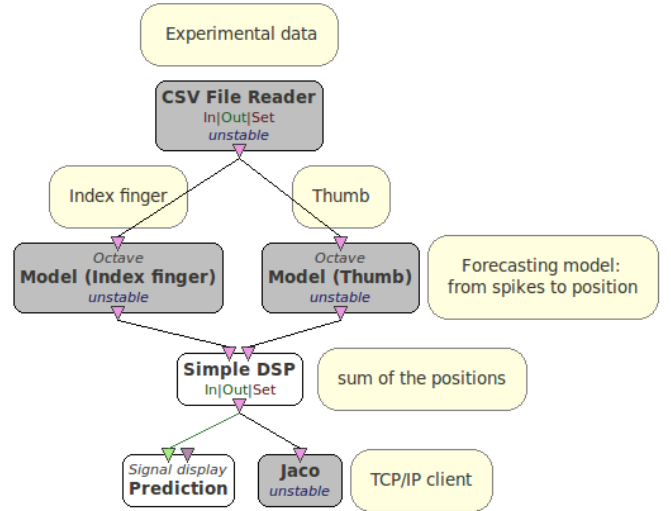 Experimental data
CSV File Reader
In|Out|Set
unstable
Index finger
Thumb
Octave
Model (Index finger)
unstable
Octave
Model (Thumb)
unstable
Forecasting model:
from spikes to position
Simple DSP
In|Out|Set
sum of the positions
Signal display
Prediction
Jaco
unstable
TCP/IP client